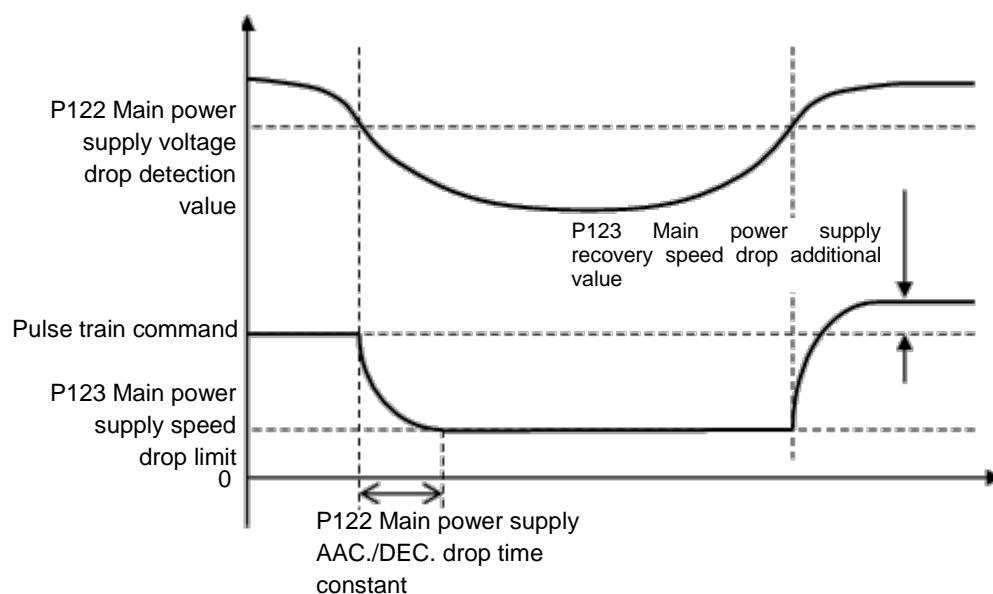 P122 Main power
supply voltage
drop detection
value
P123 Main power supply
recovery speed drop additional
value
Pulse train command
P123 Main power
supply speed
drop limit
0
P122 Main power supply
AAC./DEC. drop time
constant